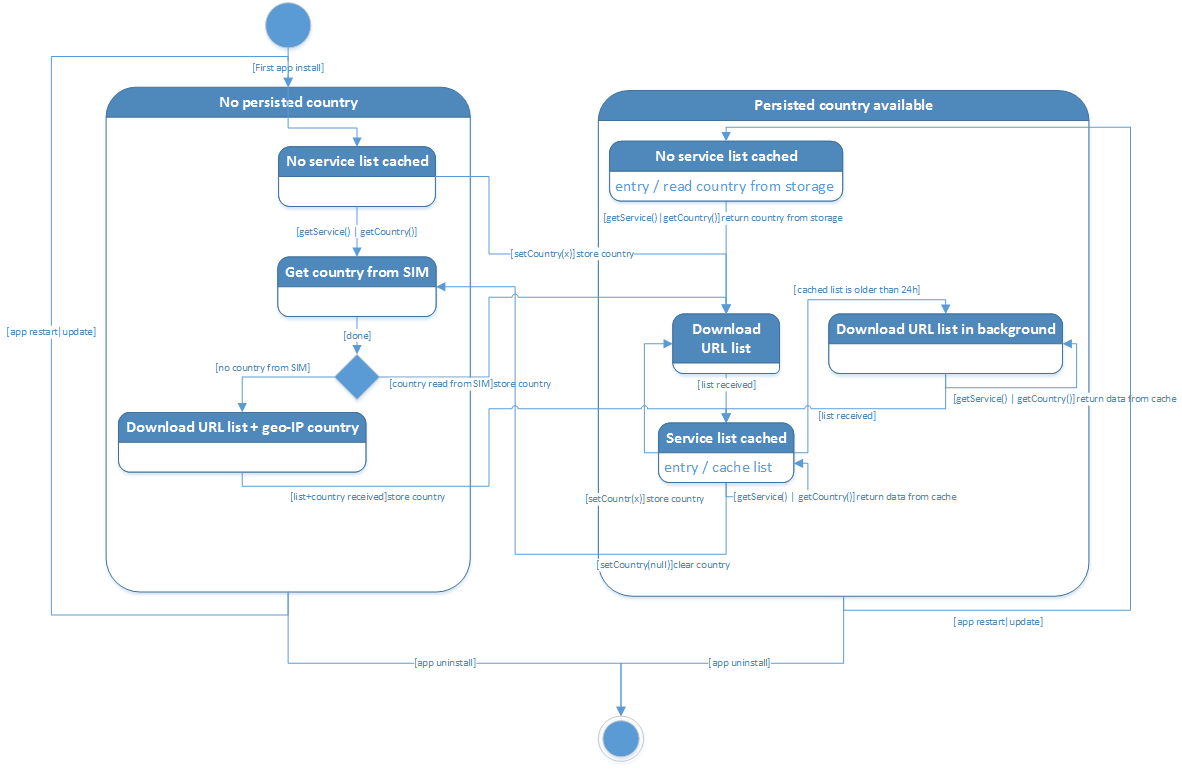 [First app install]
No persisted country
Persisted country available
No service list cached
No service list cached
entry / read country from storage
[getService() | getCountry()]
[getService()|getCountry()]return country from storage
[setCountry(x)]store country
Get country from SIM
[cached list is older than 24h]
[app restart|update]
[done]
Download
URL list
Download URL list in background
[no country from SIM]
[country read from SIM]store country
[list received]
[getService() | getCountry()]return data from cache
[list received]
Download URL list + geo-IP country
Service list cached
entry / cache list
[list+country received]store country
[setCountr(x)]store country
[getService() | getCountry()]return data from cache
[setCountry(null)]clear country
[app restart|update]
[app uninstall]
[app uninstall]